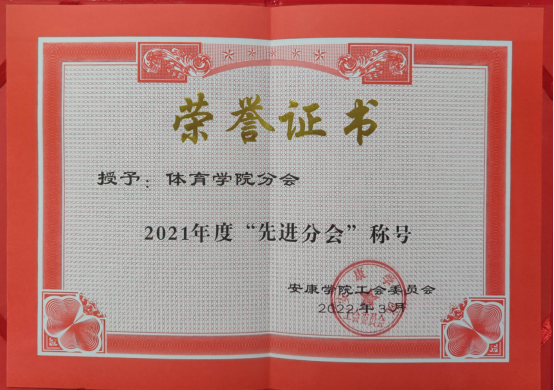 荣誉证书
授予：体育学院分会
2021年度“先进分会”称号
安康学院工会委员会
2022年3月